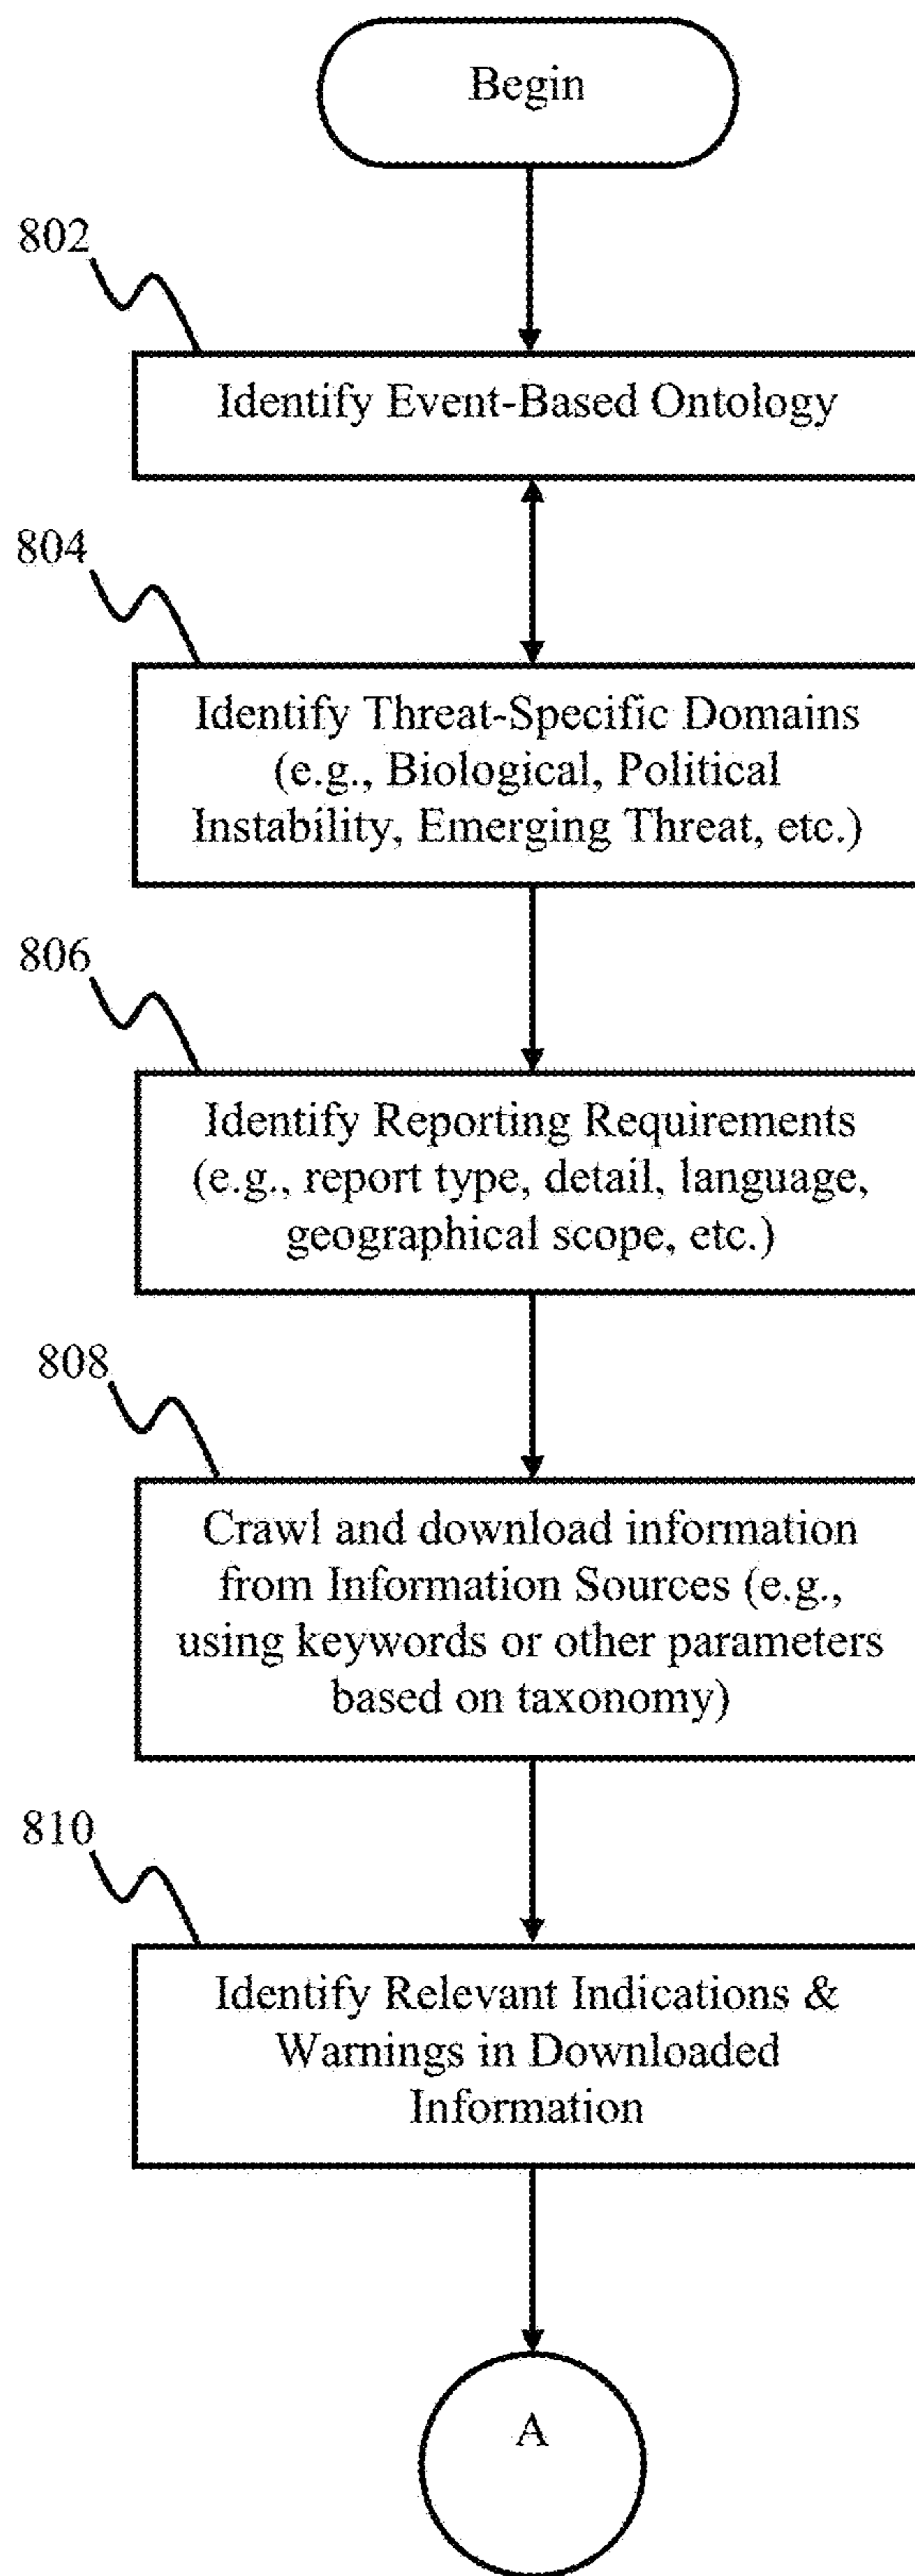 Begin
802
Identify Event-Based Ontology
804
Identify Threat-Specific Domains
(e.g., Biological, Political
Instability, Emerging Threat, etc.)
806
Identify Reporting Requirements
(e.g., report type, detail, language,
geographical scope, etc.)
808
Crawl and download information
from Information Sources (e.g.,
using keywords or other parameters
based on taxonomy)
810
Identify Relevant Indications &
Warnings in Downloaded
Information
A